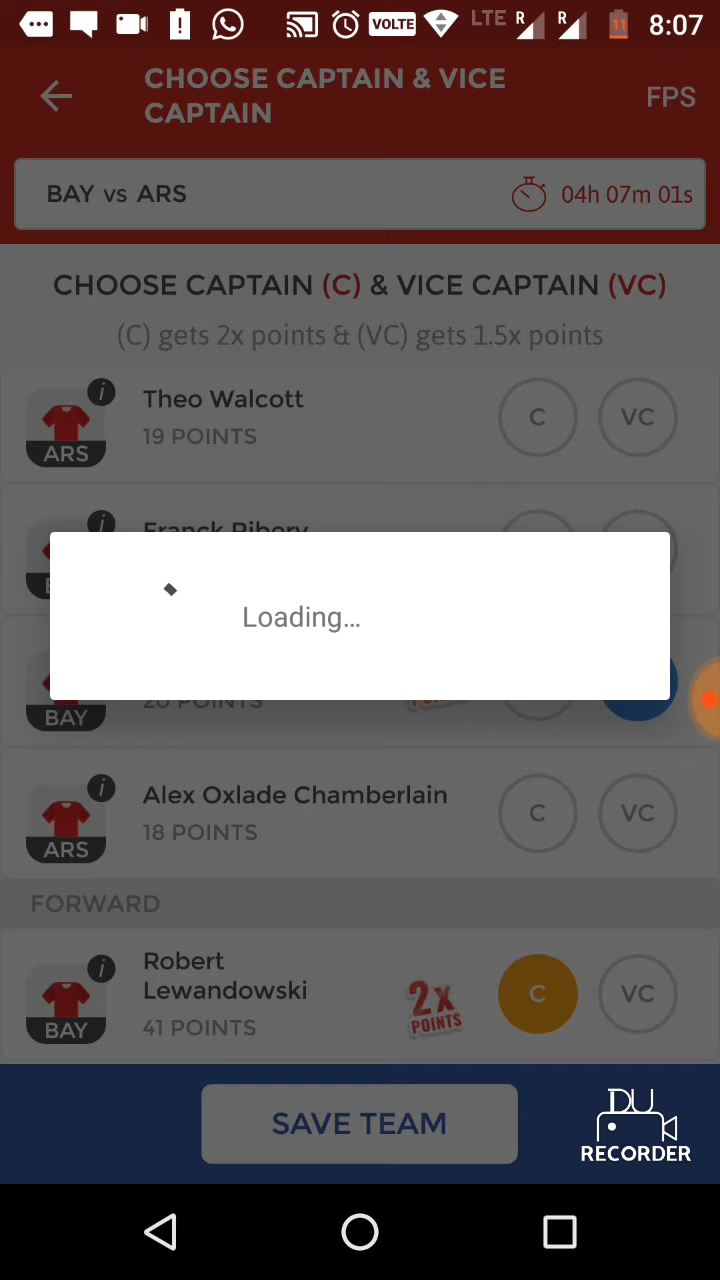 VOLTE LTE R R 11 8:07
CHOOSE CAPTAIN & VICE
CAPTAIN
FPS
BAY vs ARS
04h 07m 01s
CHOOSE CAPTAIN (C) & VICE CAPTAIN (VC)
(C) gets 2x points & (VC) gets 1.5x points
i
Theo Walcott
19 POINTS
ARS
C
VC
i
Franck Ribery
Loading...
20 POINTS
BAY
i
Alex Oxlade Chamberlain
18 POINTS
ARS
C
VC
FORWARD
i
Robert
Lewandowski
41 POINTS
BAY
2x
POINTS
C
VC
SAVE TEAM
DU
RECORDER